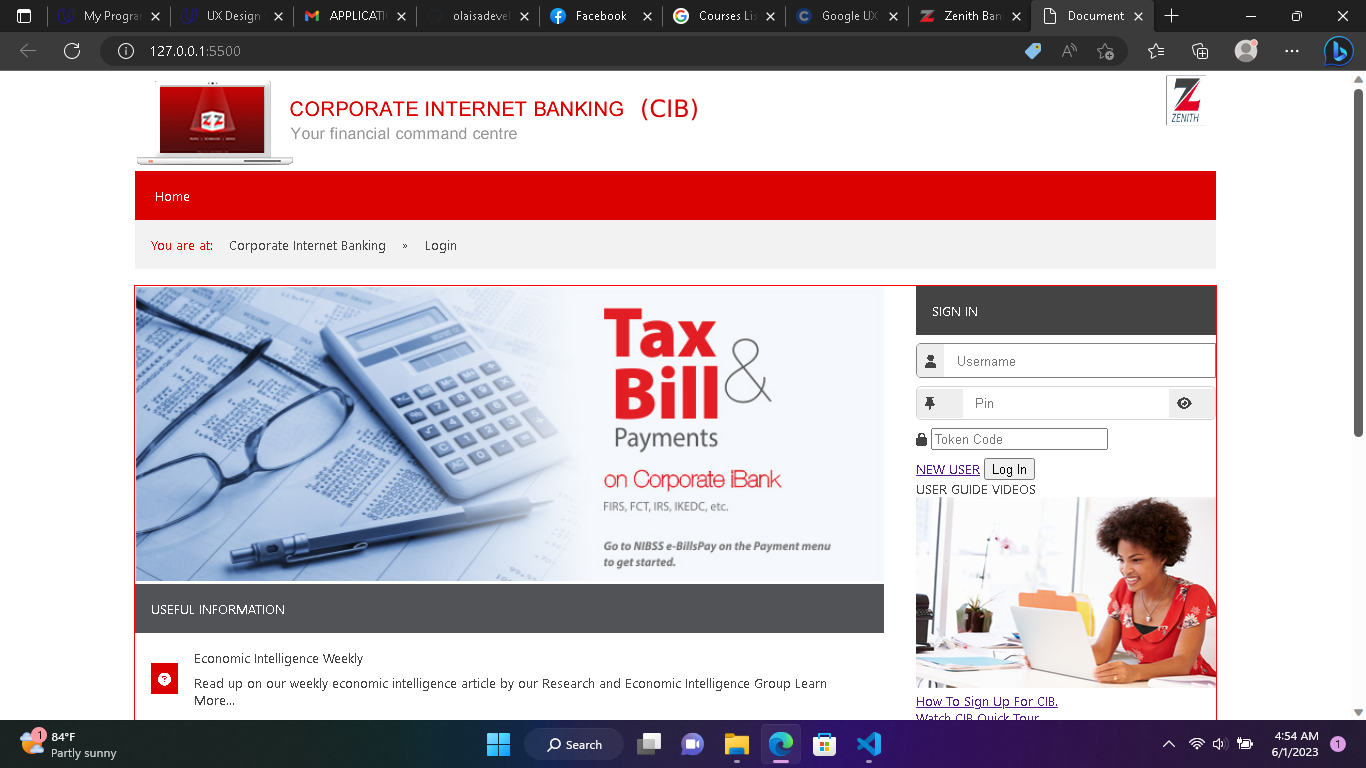 My Program
UX Design
APPLICATI
olaisadevel
Facebook
Courses Lis
Google UX
Zenith Ban
Document
127.0.0.1:5500
CORPORATE INTERNET BANKING (CIB)
Your financial command centre
ZENITH
Home
You are at: Corporate Internet Banking » Login
Tax
&
Bill
Payments
on Corporate iBank
FIRS, FCT, IRS, IKEDC, etc.
Go to NIBSS e-BillsPay on the Payment menu
to get started.
SIGN IN
Username
Pin
Token Code
NEW USER Log In
USER GUIDE VIDEOS
How To Sign Up For CIB.
Watch CIB Quick Tour
USEFUL INFORMATION
Economic Intelligence Weekly
Read up on our weekly economic intelligence article by our Research and Economic Intelligence Group Learn
More...
1
84°F
Partly sunny
Search
4:54 AM
6/1/2023
1